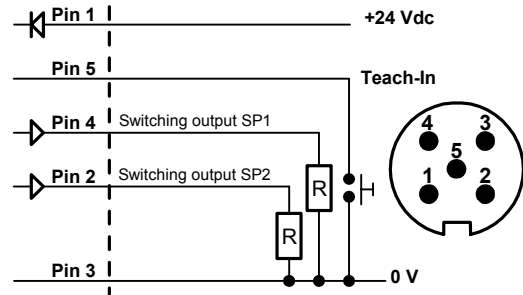 Pin 1 +24 Vdc
Pin 5 Teach-In
Pin 4 Switching output SP1
Pin 2 Switching output SP2
R
R
Pin 3 0 V
4 3
5
1 2